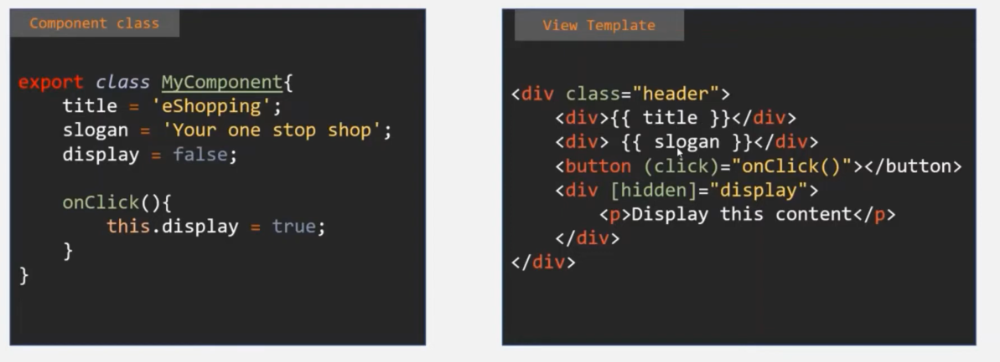 Component class
export class MyComponent{
title = 'eShopping';
slogan = 'Your one stop shop';
display = false;
onClick(){
this.display = true;
}
}
View Template
<div class="header">
<div>{{ title }}</div>
<div> {{ slogan }}</div>
<button (click)="onClick()"></button>
<div [hidden]="display">
<p>Display this content</p>
</div>
</div>